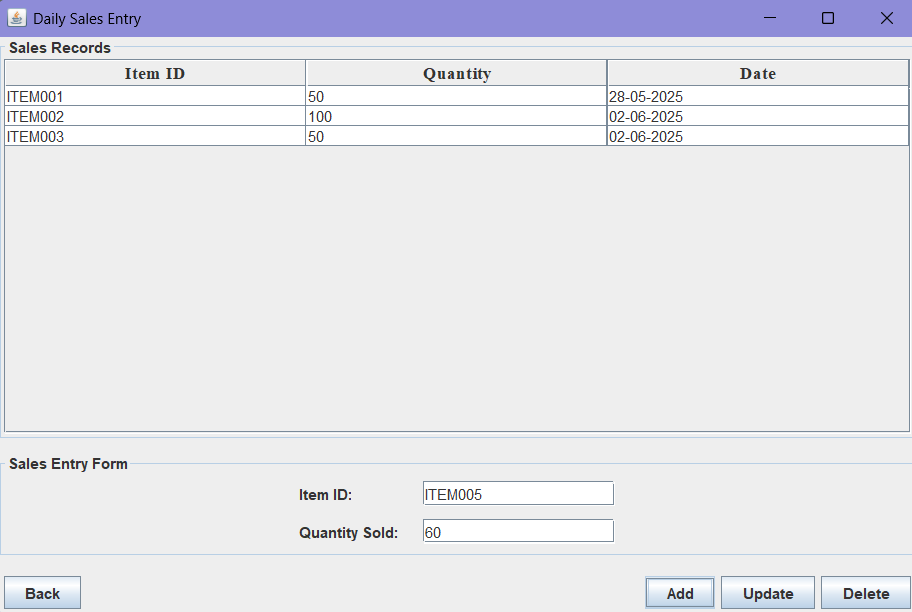 Daily Sales Entry
Sales Records
Item ID Quantity Date
ITEM001 50 28-05-2025
ITEM002 100 02-06-2025
ITEM003 50 02-06-2025
Sales Entry Form
Item ID: ITEM005
Quantity Sold: 60
Back Add Update Delete